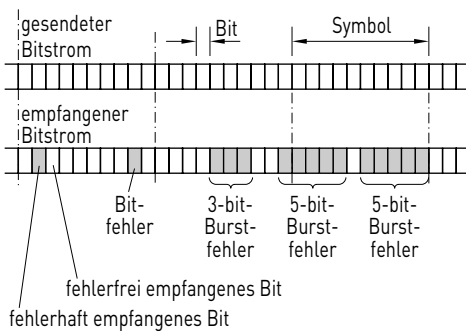 gesendeter
Bitstrom
Bit
Symbol
empfangener
Bitstrom
Bit-
fehler
3-bit-
Burst-
fehler
5-bit-
Burst-
fehler
5-bit-
Burst-
fehler
fehlerfrei empfangenes Bit
fehlerhaft empfangenes Bit